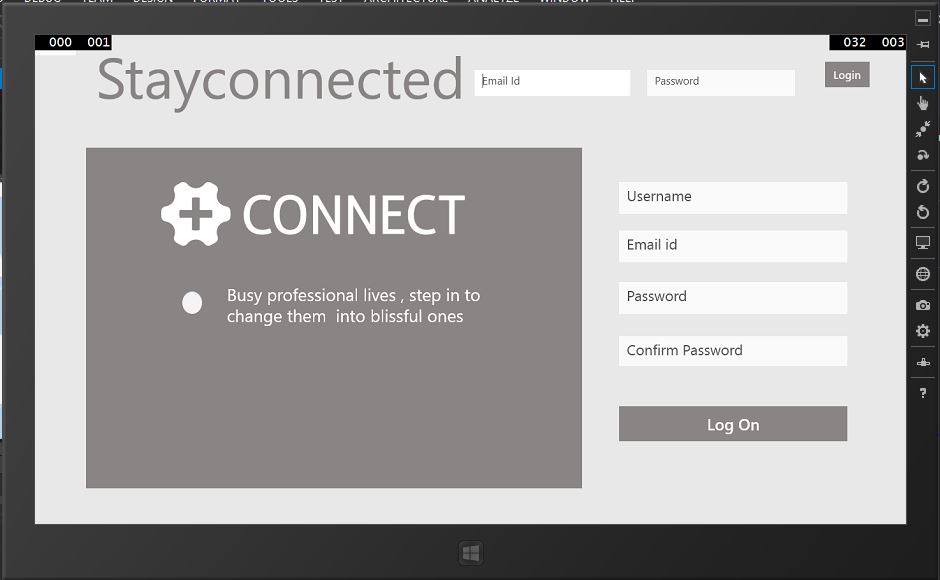 DEBUG TEAM DESIGN FORMAT TOOLS TEST ARCHITECTURE ANALYZE WINDOW HELP
000 001 032 003
Stayconnected
Email Id
Password
Login
CONNECT
Busy professional lives , step in to
change them into blissful ones
Username
Email id
Password
Confirm Password
Log On
?